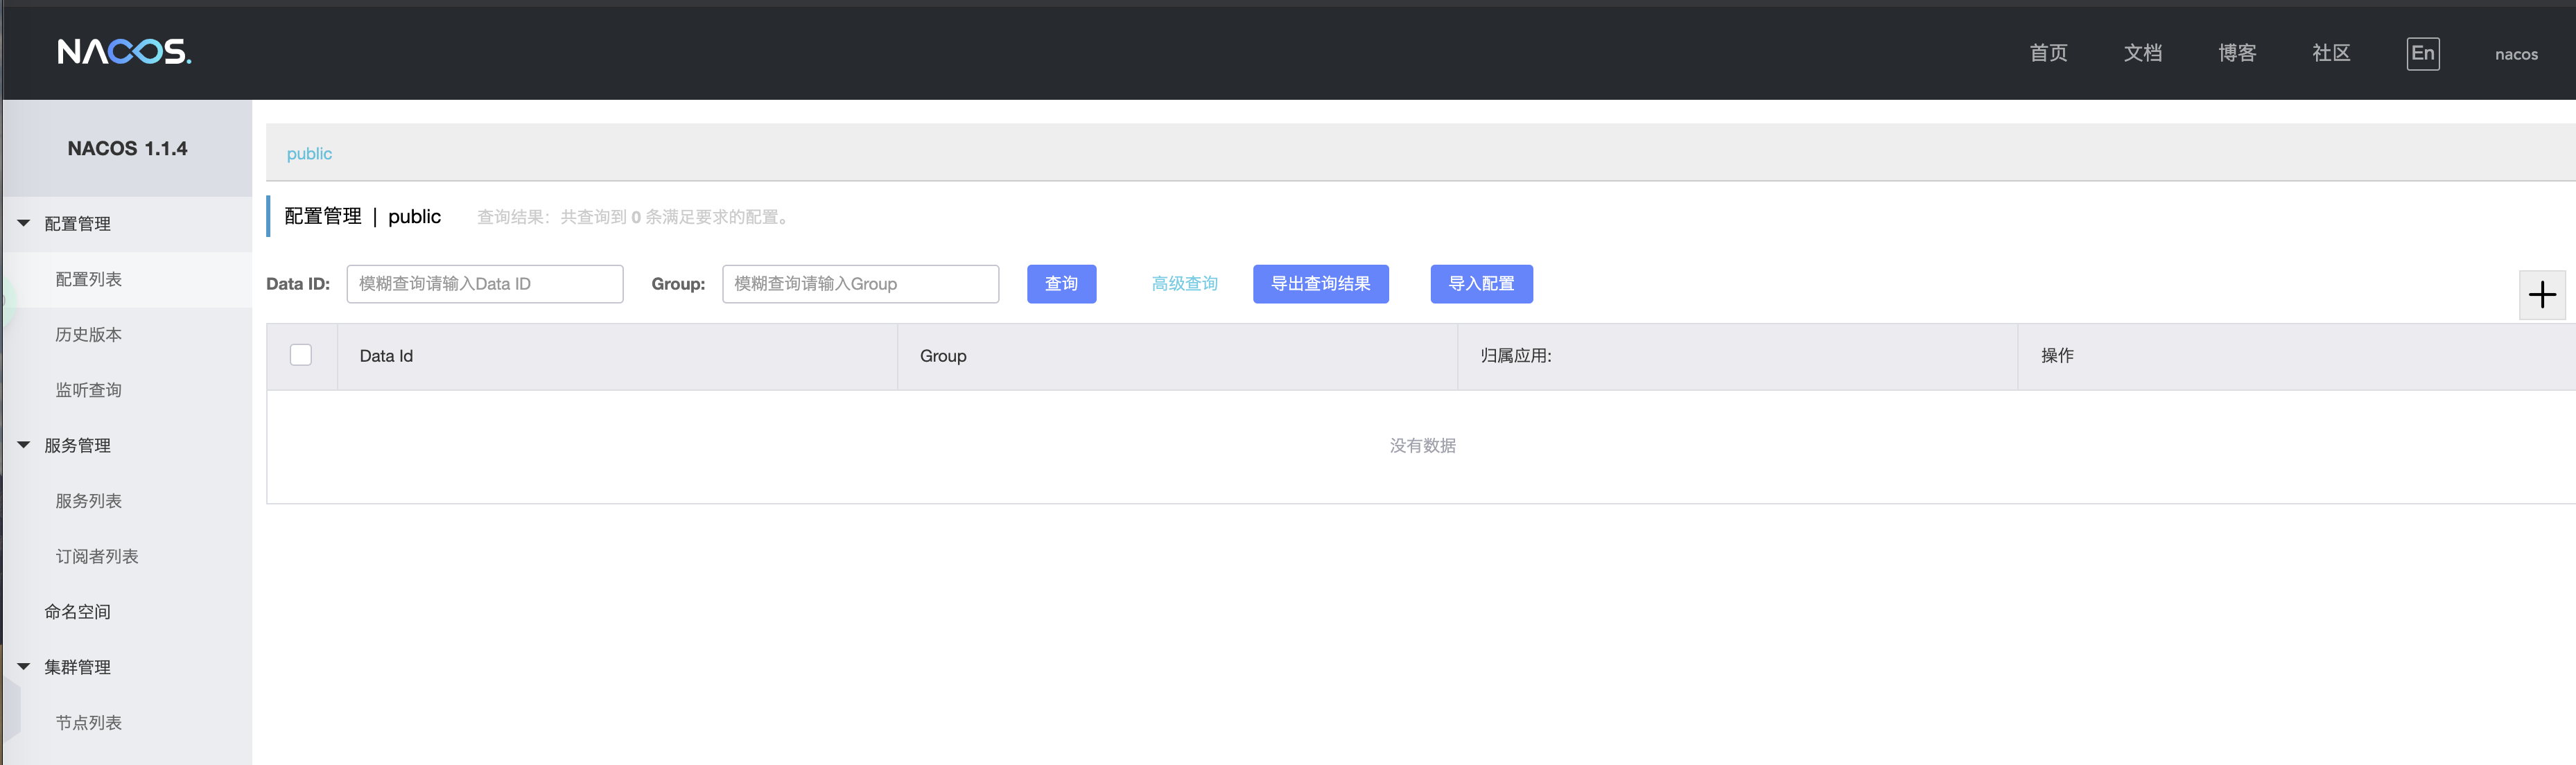 NACOS.
首页 文档 博客 社区 En nacos
NACOS 1.1.4
配置管理
配置列表
历史版本
监听查询
服务管理
服务列表
订阅者列表
命名空间
集群管理
节点列表
public
配置管理 | public 查询结果：共查询到 0 条满足要求的配置。
Data ID: 模糊查询请输入Data ID Group: 模糊查询请输入Group 查询 高级查询 导出查询结果 导入配置
Data Id Group 归属应用: 操作
没有数据